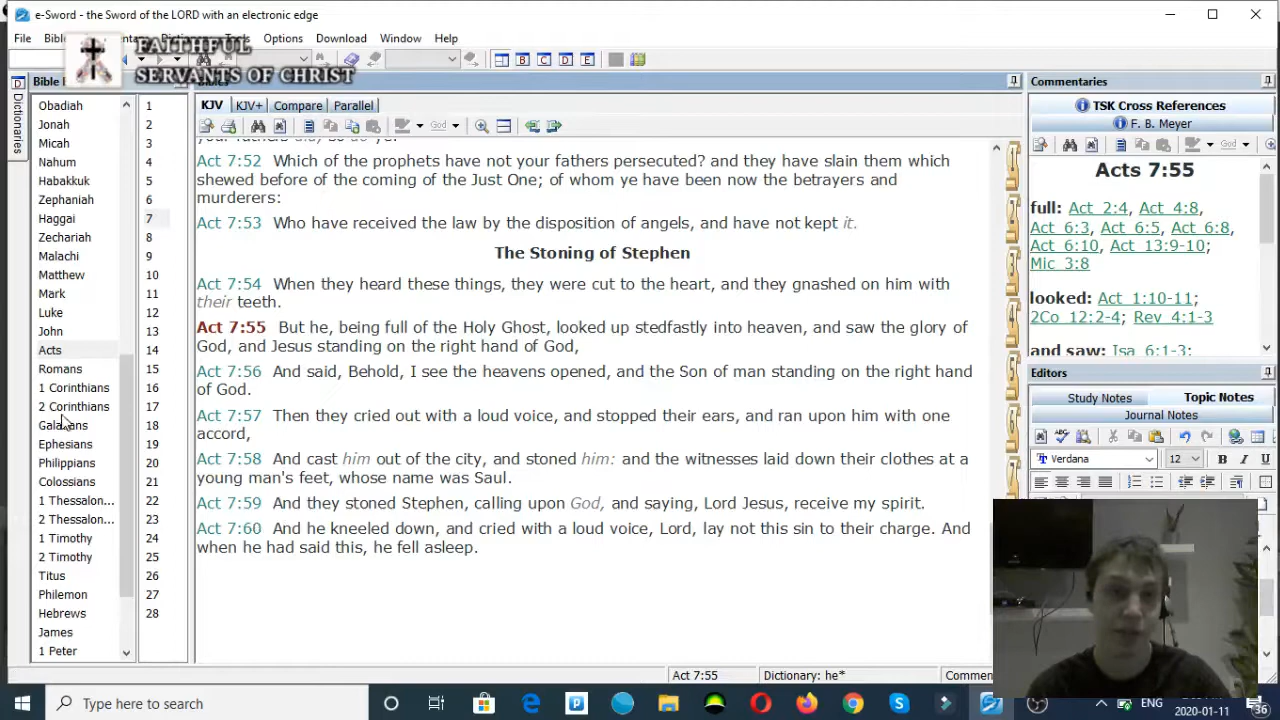 e-Sword - the Sword of the LORD with an electronic edge
File Bib Tools Options Download Window Help
FAITHFUL
SERVANTS OF CHRIST
Dictionaries
Bible
Obadiah
Jonah
Micah
Nahum
Habakkuk
Zephaniah
Haggai
Zechariah
Malachi
Matthew
Mark
Luke
John
Acts
Romans
1 Corinthians
2 Corinthians
Galatians
Ephesians
Philippians
Colossians
1 Thessalon...
2 Thessalon...
1 Timothy
2 Timothy
Titus
Philemon
Hebrews
James
1 Peter
1
2
3
4
5
6
7
8
9
10
11
12
13
14
15
16
17
18
19
20
21
22
23
24
25
26
27
28
KJV KJV+ Compare Parallel
Act 7:52 Which of the prophets have not your fathers persecuted? and they have slain them which
shewed before of the coming of the Just One; of whom ye have been now the betrayers and
murderers:
Act 7:53 Who have received the law by the disposition of angels, and have not kept it.
The Stoning of Stephen
Act 7:54 When they heard these things, they were cut to the heart, and they gnashed on him with
their teeth.
Act 7:55 But he, being full of the Holy Ghost, looked up stedfastly into heaven, and saw the glory of
God, and Jesus standing on the right hand of God,
Act 7:56 And said, Behold, I see the heavens opened, and the Son of man standing on the right hand
of God.
Act 7:57 Then they cried out with a loud voice, and stopped their ears, and ran upon him with one
accord,
Act 7:58 And cast him out of the city, and stoned him: and the witnesses laid down their clothes at a
young man's feet, whose name was Saul.
Act 7:59 And they stoned Stephen, calling upon God, and saying, Lord Jesus, receive my spirit.
Act 7:60 And he kneeled down, and cried with a loud voice, Lord, lay not this sin to their charge. And
when he had said this, he fell asleep.
Commentaries
TSK Cross References
F. B. Meyer
Acts 7:55
full: Act 2:4, Act 4:8,
Act 6:3; Act 6:5, Act 6:8,
Act 6:10; Act 13:9-10;
Mic 3:8
looked: Act 1:10-11;
2Co 12:2-4; Rev 4:1-3
and saw: Isa 6:1-3;
Editors
Study Notes Topic Notes
Journal Notes
Verdana 12 B I U
Act 7:55 Dictionary: he* Commen
Type here to search
ENG
2020-01-11
36